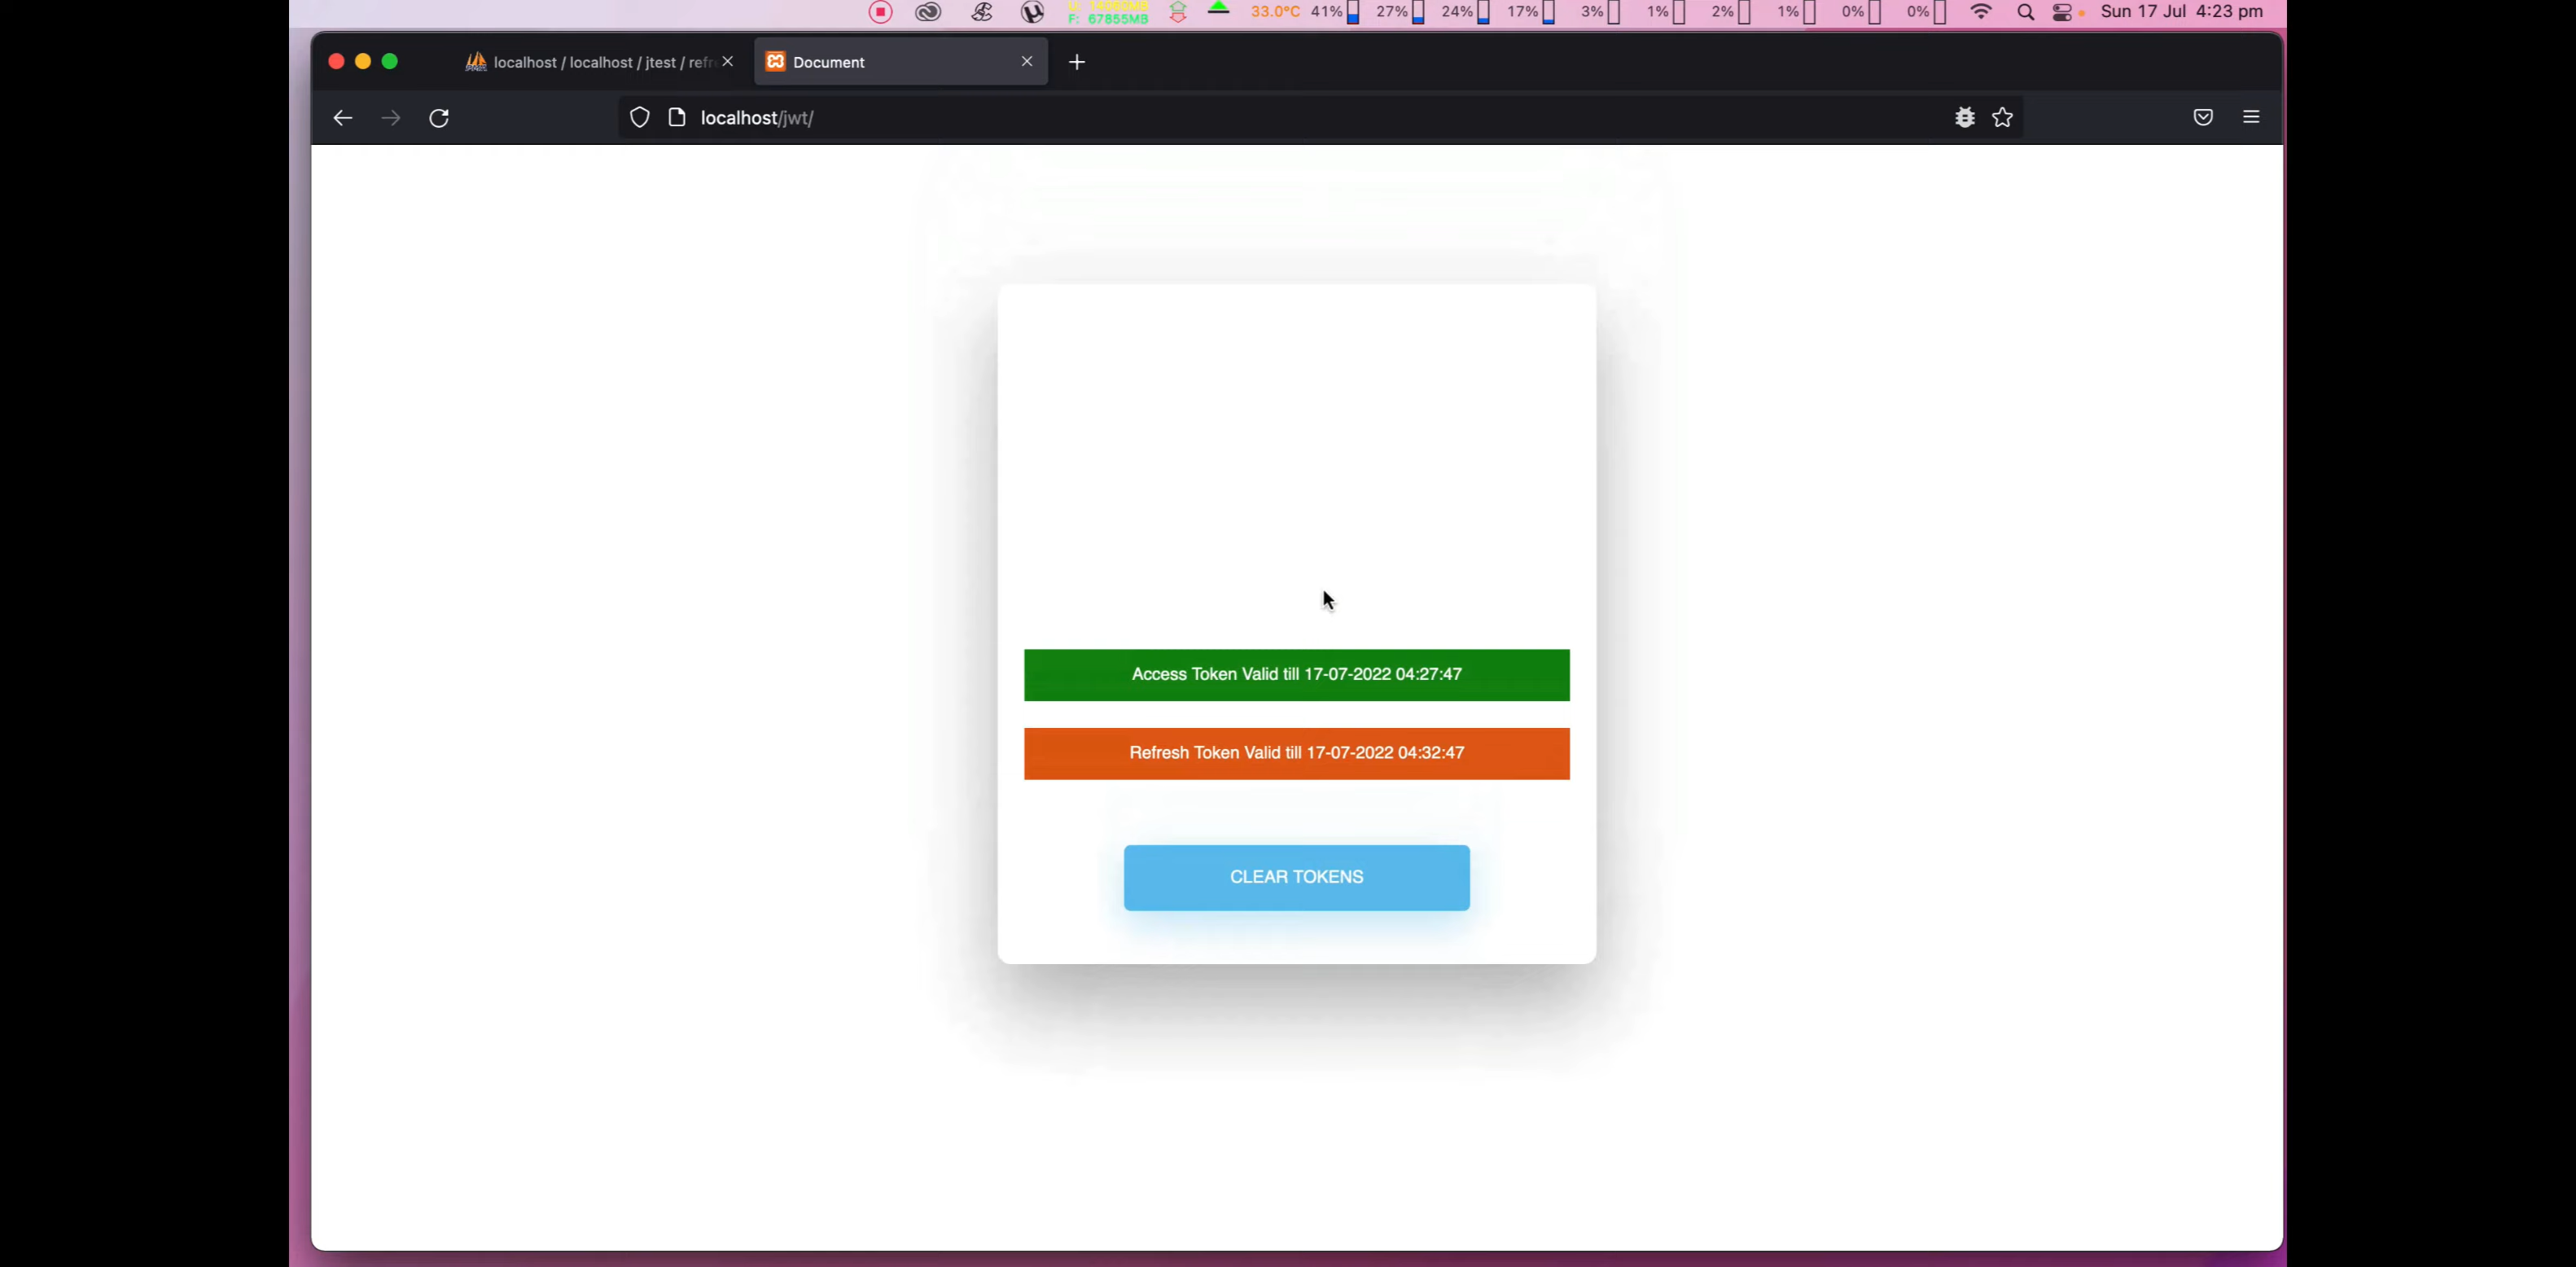 U: 14060MB
F: 67855MB
33.0°C 41% 27% 24% 17% 3% 1% 2% 1% 0% 0% Sun 17 Jul 4:23 pm
localhost / localhost / jtest / refr
Document
localhost/jwt/
Access Token Valid till 17-07-2022 04:27:47
Refresh Token Valid till 17-07-2022 04:32:47
CLEAR TOKENS